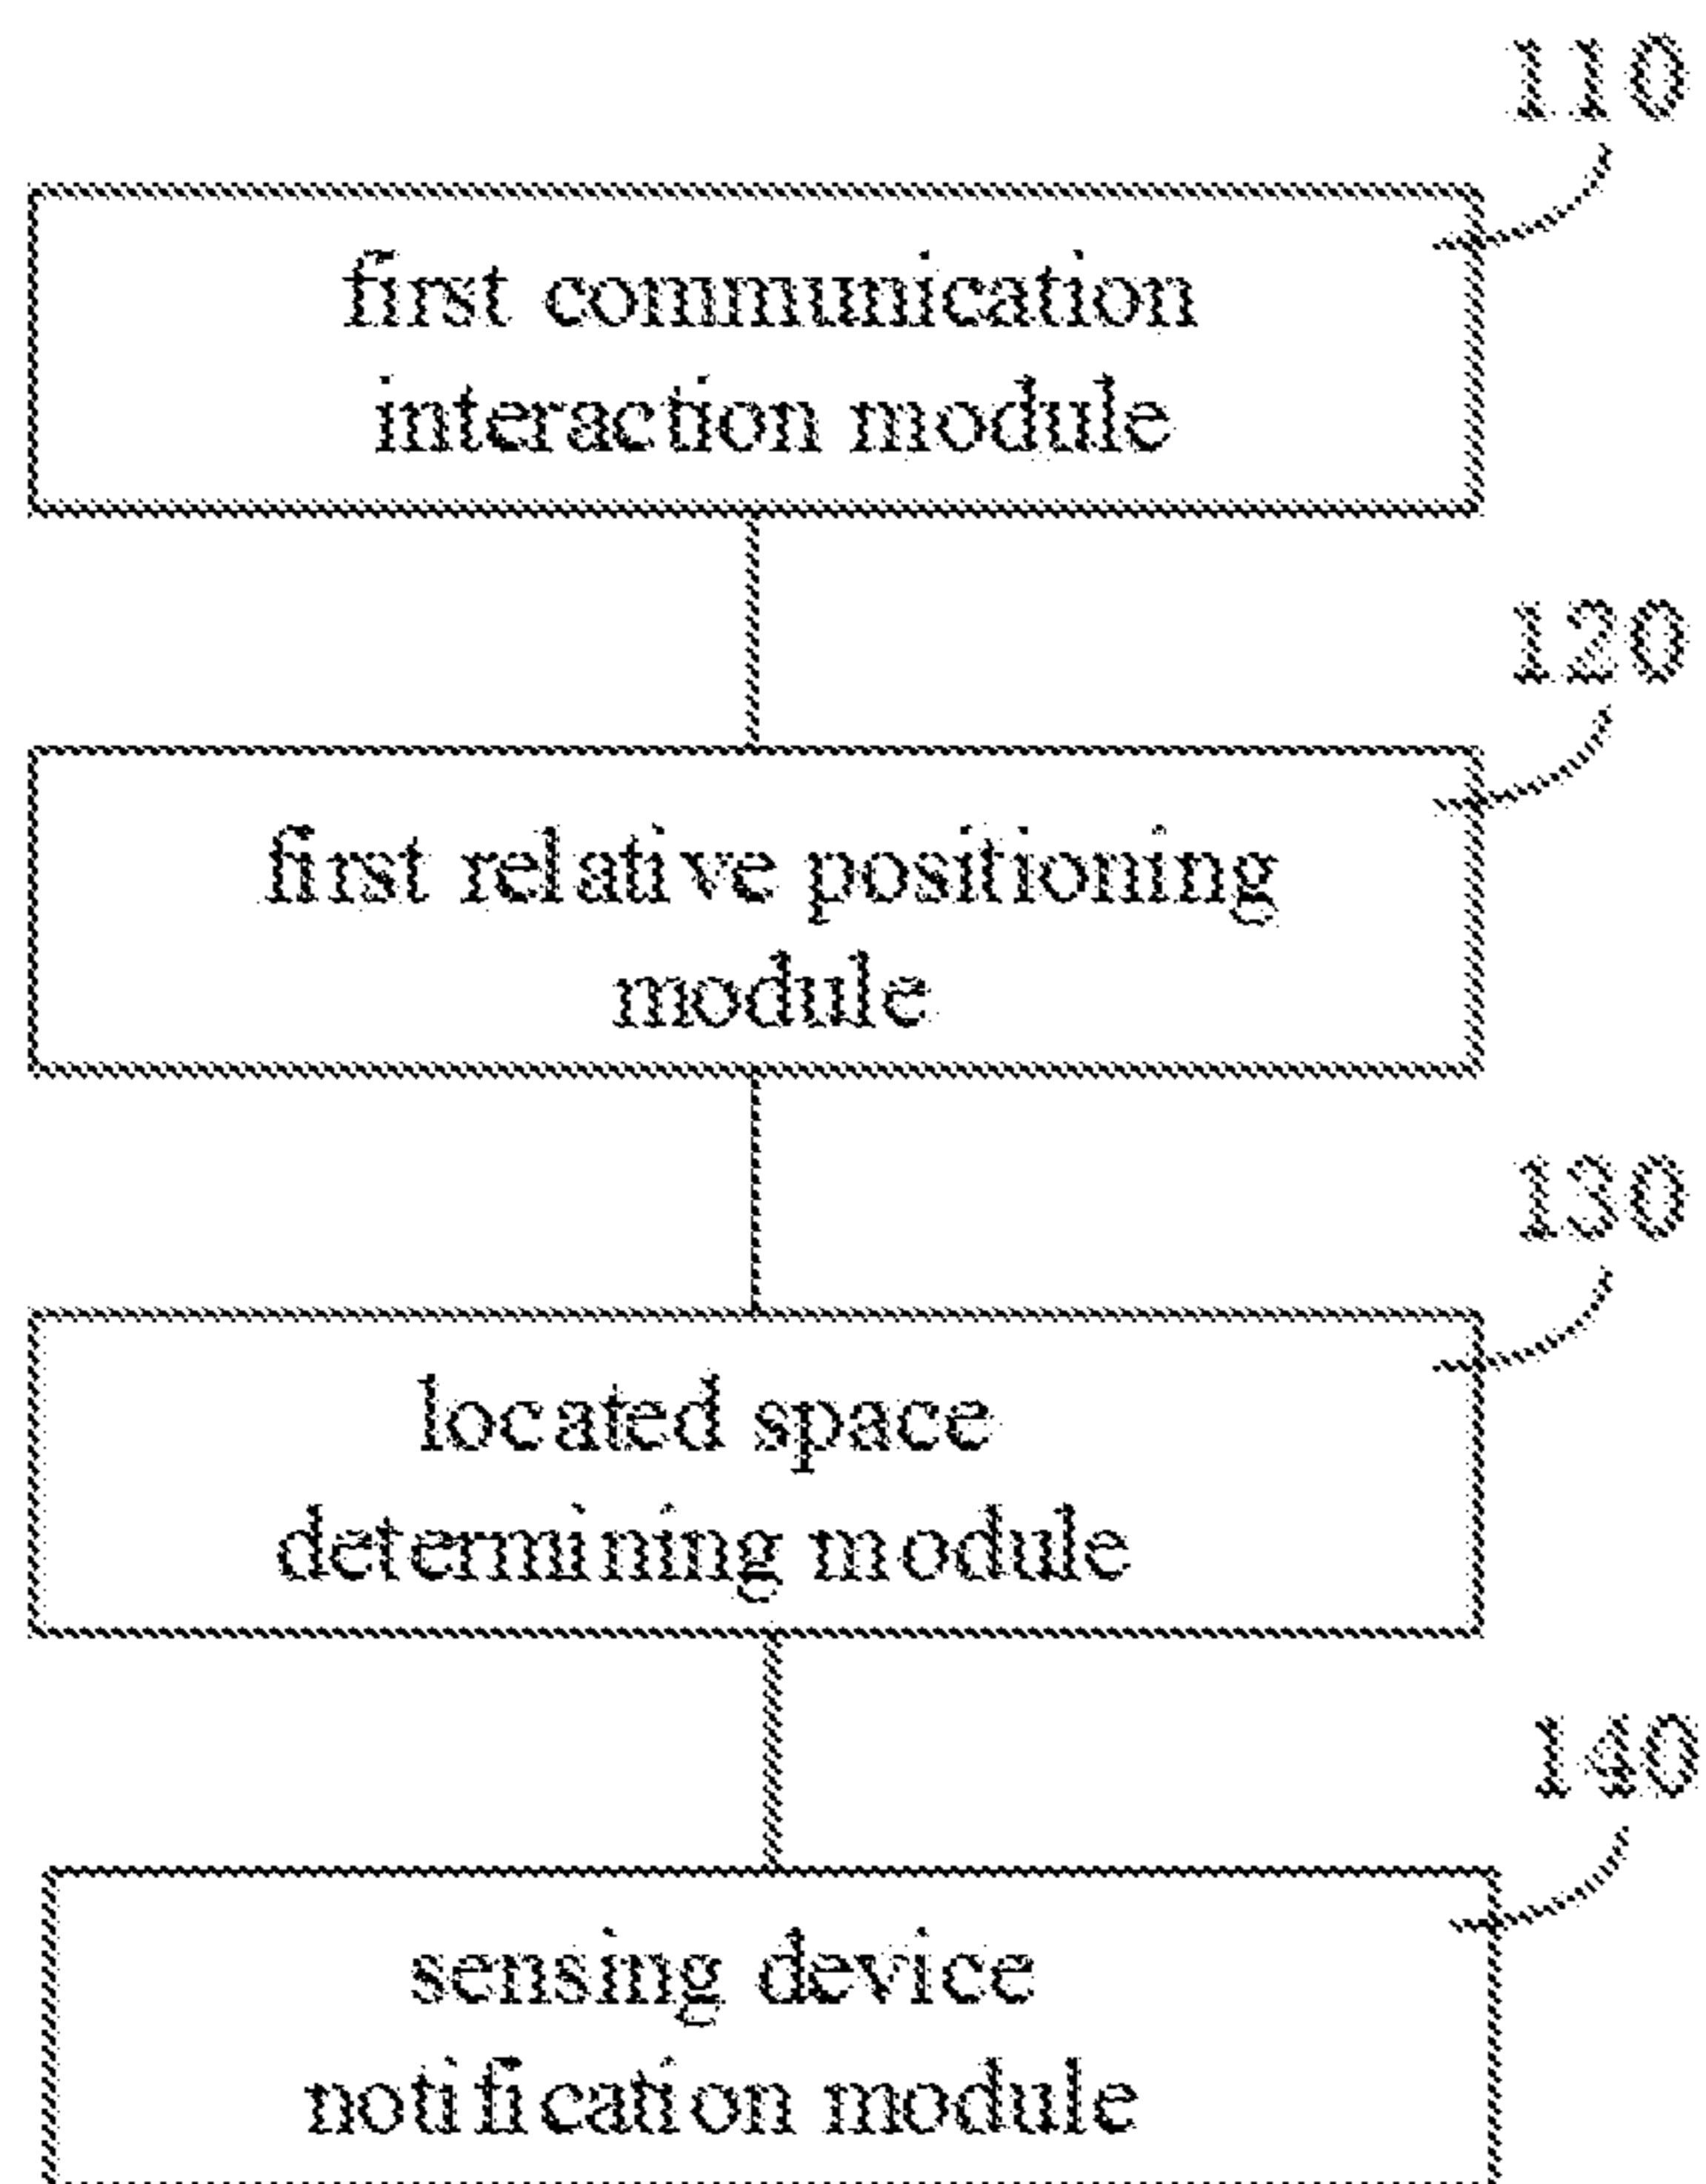 110
first communication
interaction module
120
first relative positioning
module
130
located space
determining module
140
sensing device
notification module